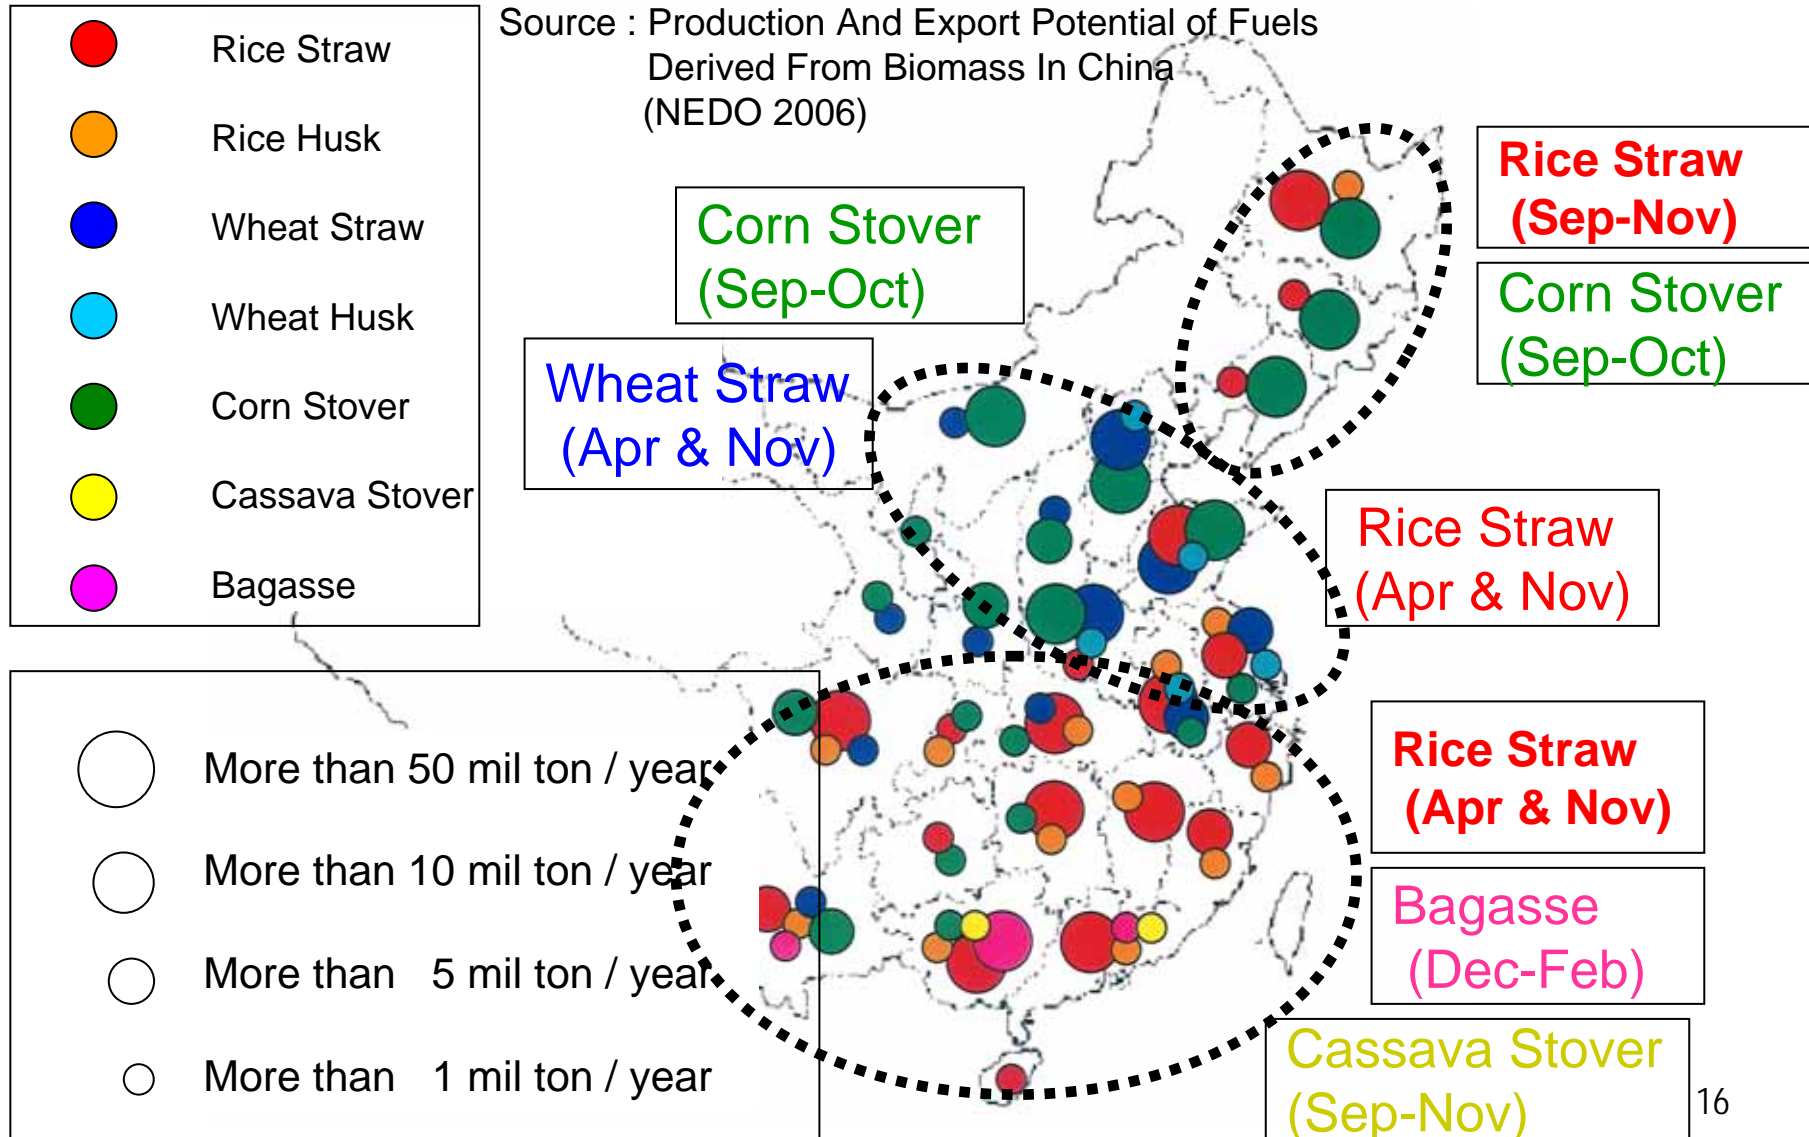 Source : Production And Export Potential of Fuels
Derived From Biomass In China
(NEDO 2006)
Rice Straw
Rice Husk
Wheat Straw
Wheat Husk
Corn Stover
Cassava Stover
Bagasse
Corn Stover
(Sep-Oct)
Wheat Straw
(Apr & Nov)
Rice Straw
(Sep-Nov)
Corn Stover
(Sep-Oct)
Rice Straw
(Apr & Nov)
Rice Straw
(Apr & Nov)
Bagasse
(Dec-Feb)
Cassava Stover
(Sep-Nov)
More than 50 mil ton / year
More than 10 mil ton / year
More than 5 mil ton / year
More than 1 mil ton / year
16